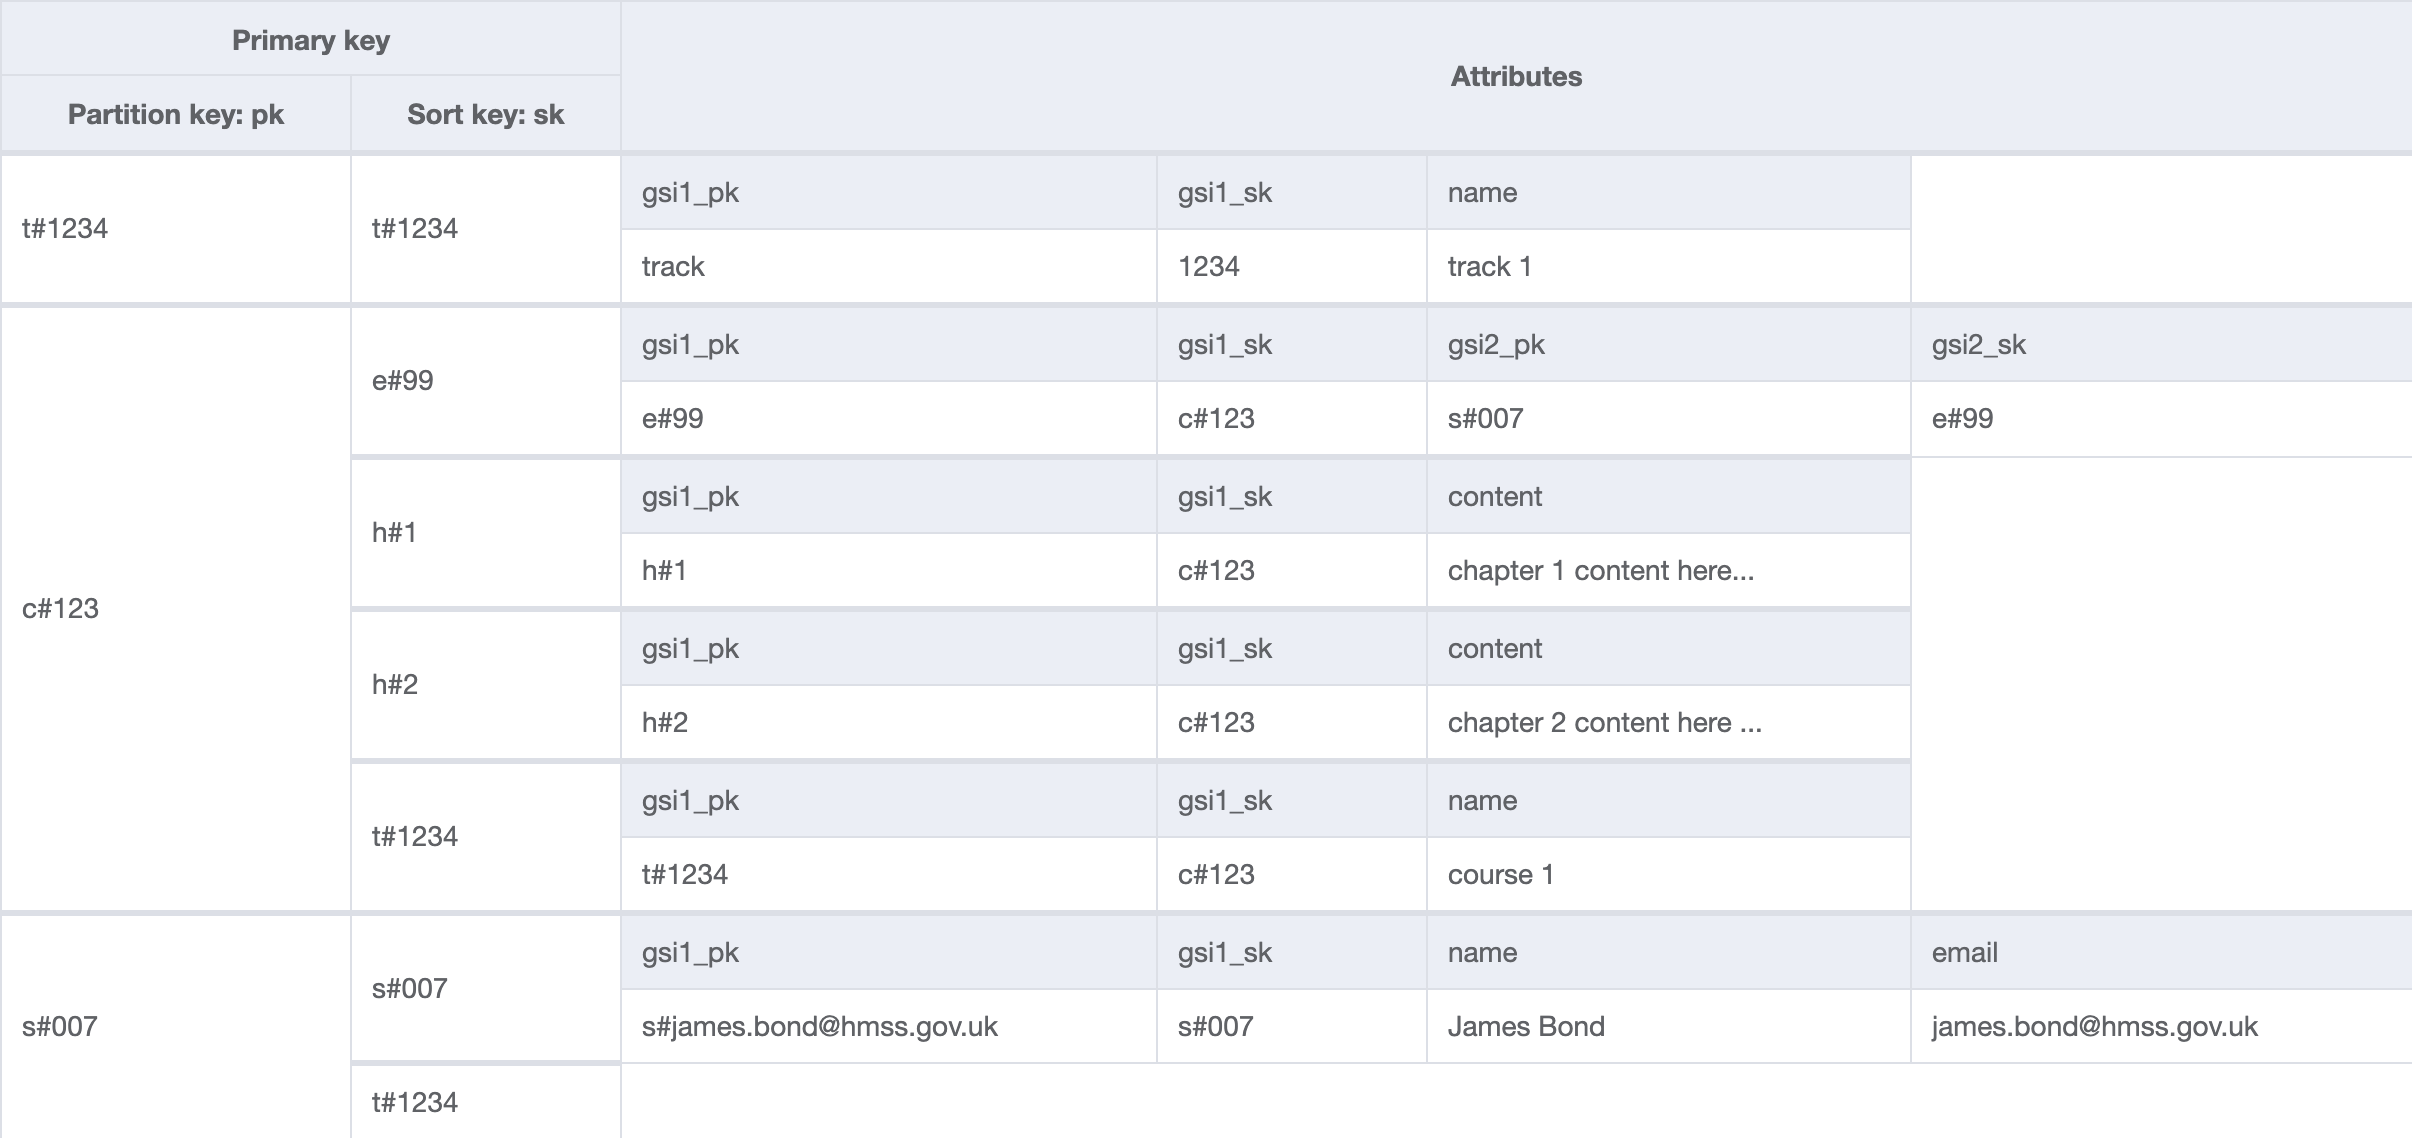 Primary key
Attributes
Partition key: pk Sort key: sk
gsi1_pk gsi1_sk name
t#1234 t#1234
track 1234 track 1
gsi1_pk gsi1_sk gsi2_pk gsi2_sk
e#99
e#99 c#123 s#007 e#99
gsi1_pk gsi1_sk content
h#1
h#1 c#123 chapter 1 content here...
c#123
gsi1_pk gsi1_sk content
h#2
h#2 c#123 chapter 2 content here ...
gsi1_pk gsi1_sk name
t#1234
t#1234 c#123 course 1
gsi1_pk gsi1_sk name email
s#007
s#james.bond@hmss.gov.uk s#007 James Bond james.bond@hmss.gov.uk
s#007
t#1234